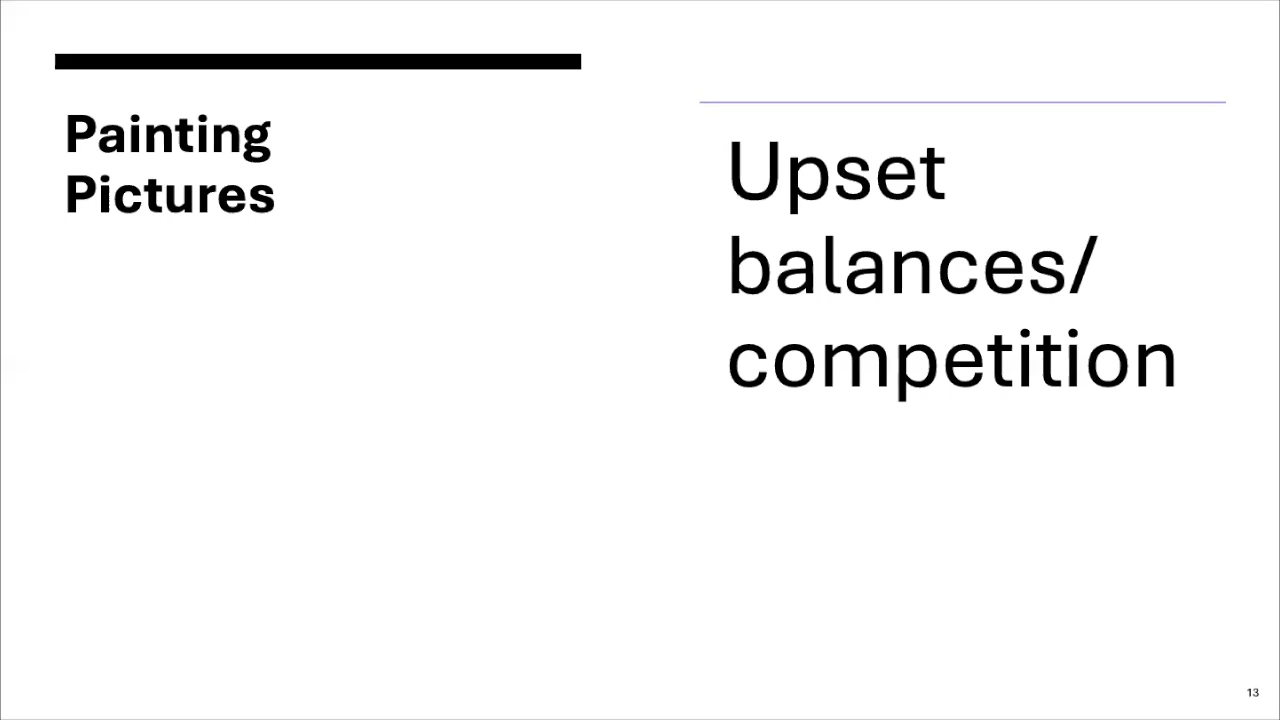 Painting
Pictures
Upset
balances/
competition
13